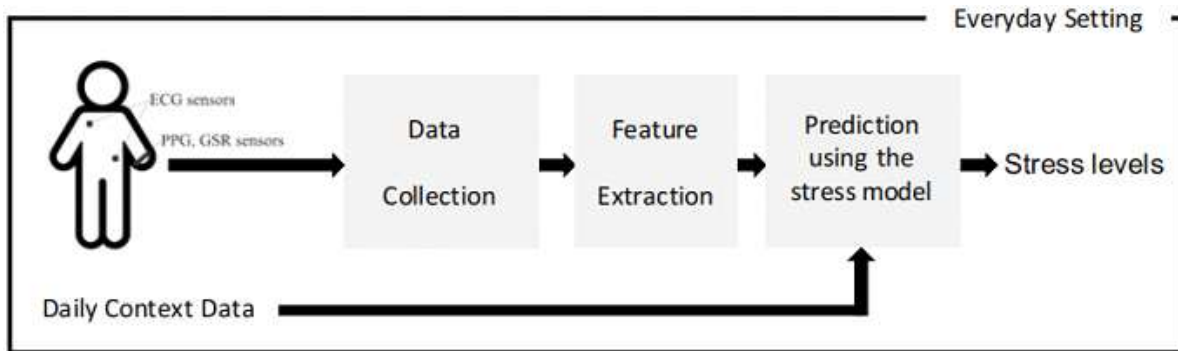 Everyday Setting
ECG sensors
PPG, GSR sensors
Data
Collection
Feature
Extraction
Prediction
using the
stress model
Stress levels
Daily Context Data